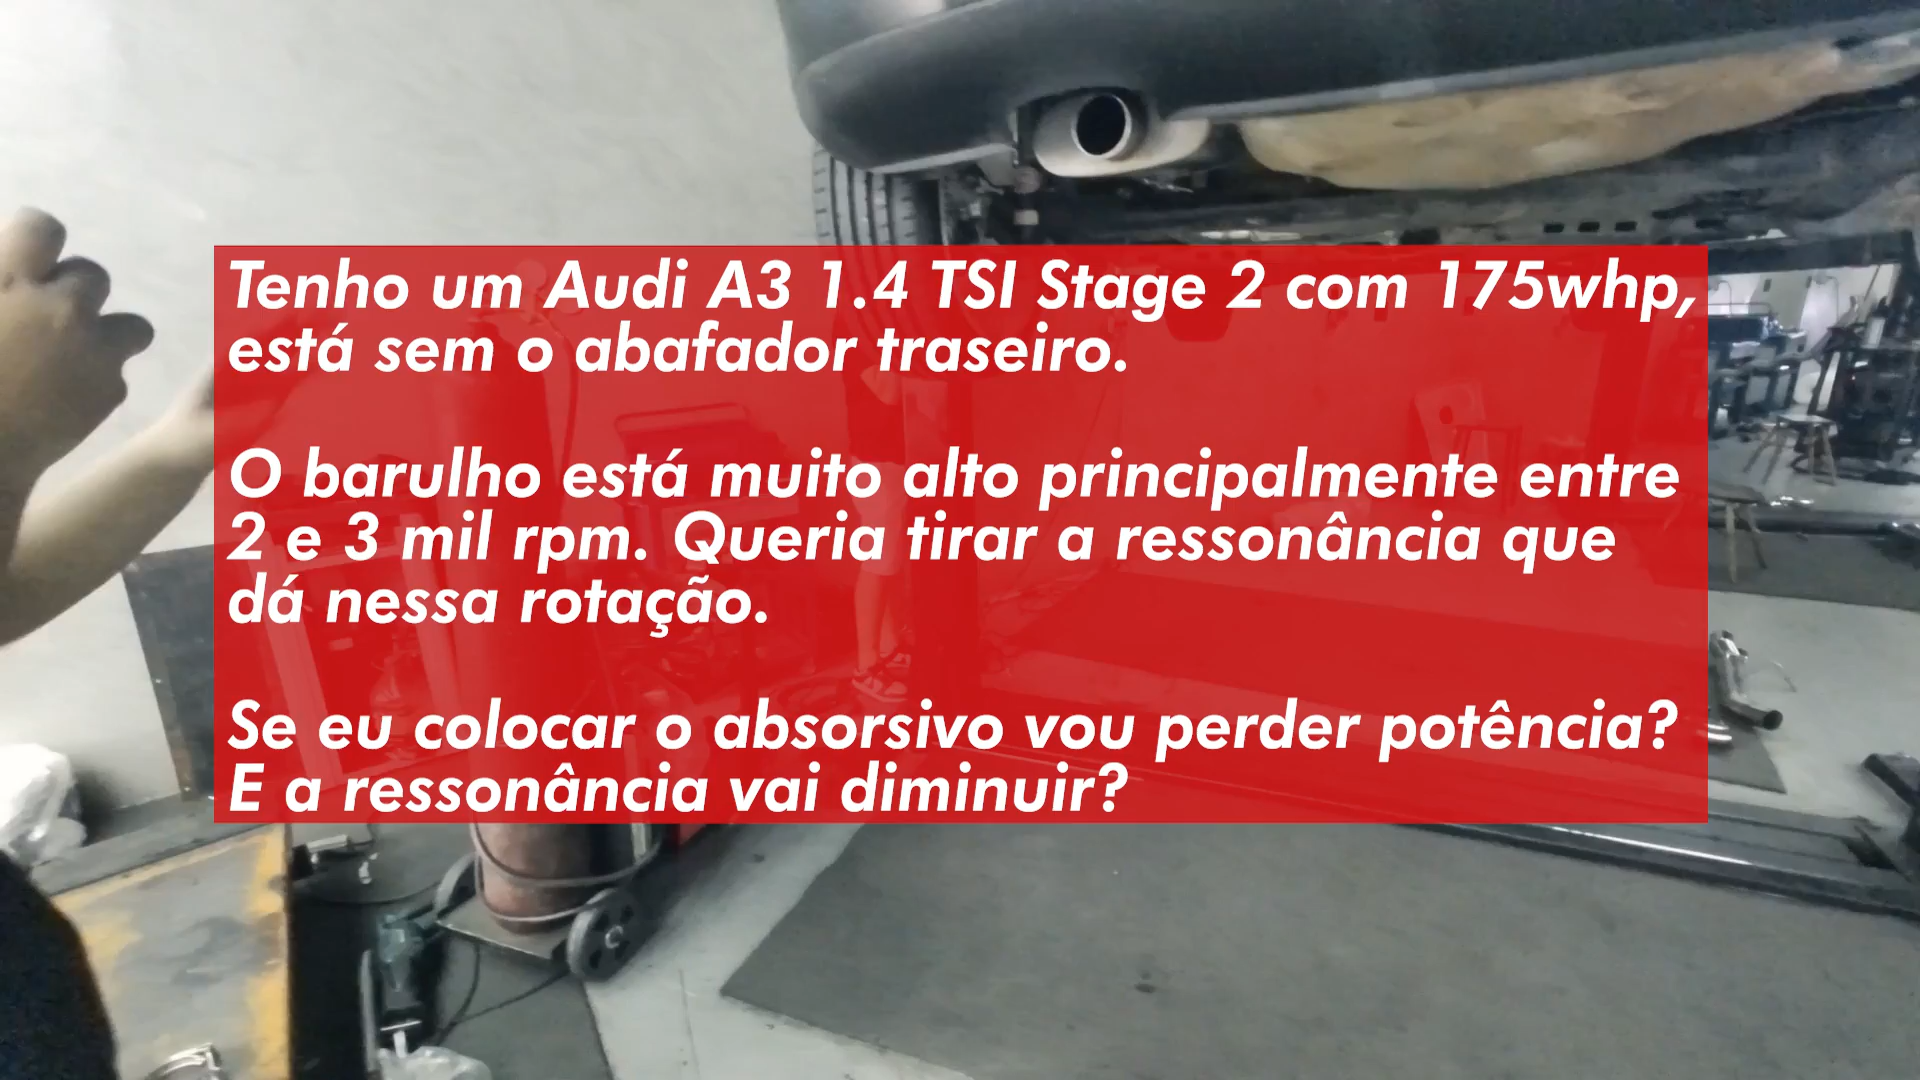 Tenho um Audi A3 1.4 TSI Stage 2 com 175whp,
está sem o abafador traseiro.
O barulho está muito alto principalmente entre
2 e 3 mil rpm. Queria tirar a ressonância que
dá nessa rotação.
Se eu colocar o absorsivo vou perder potência?
E a ressonância vai diminuir?